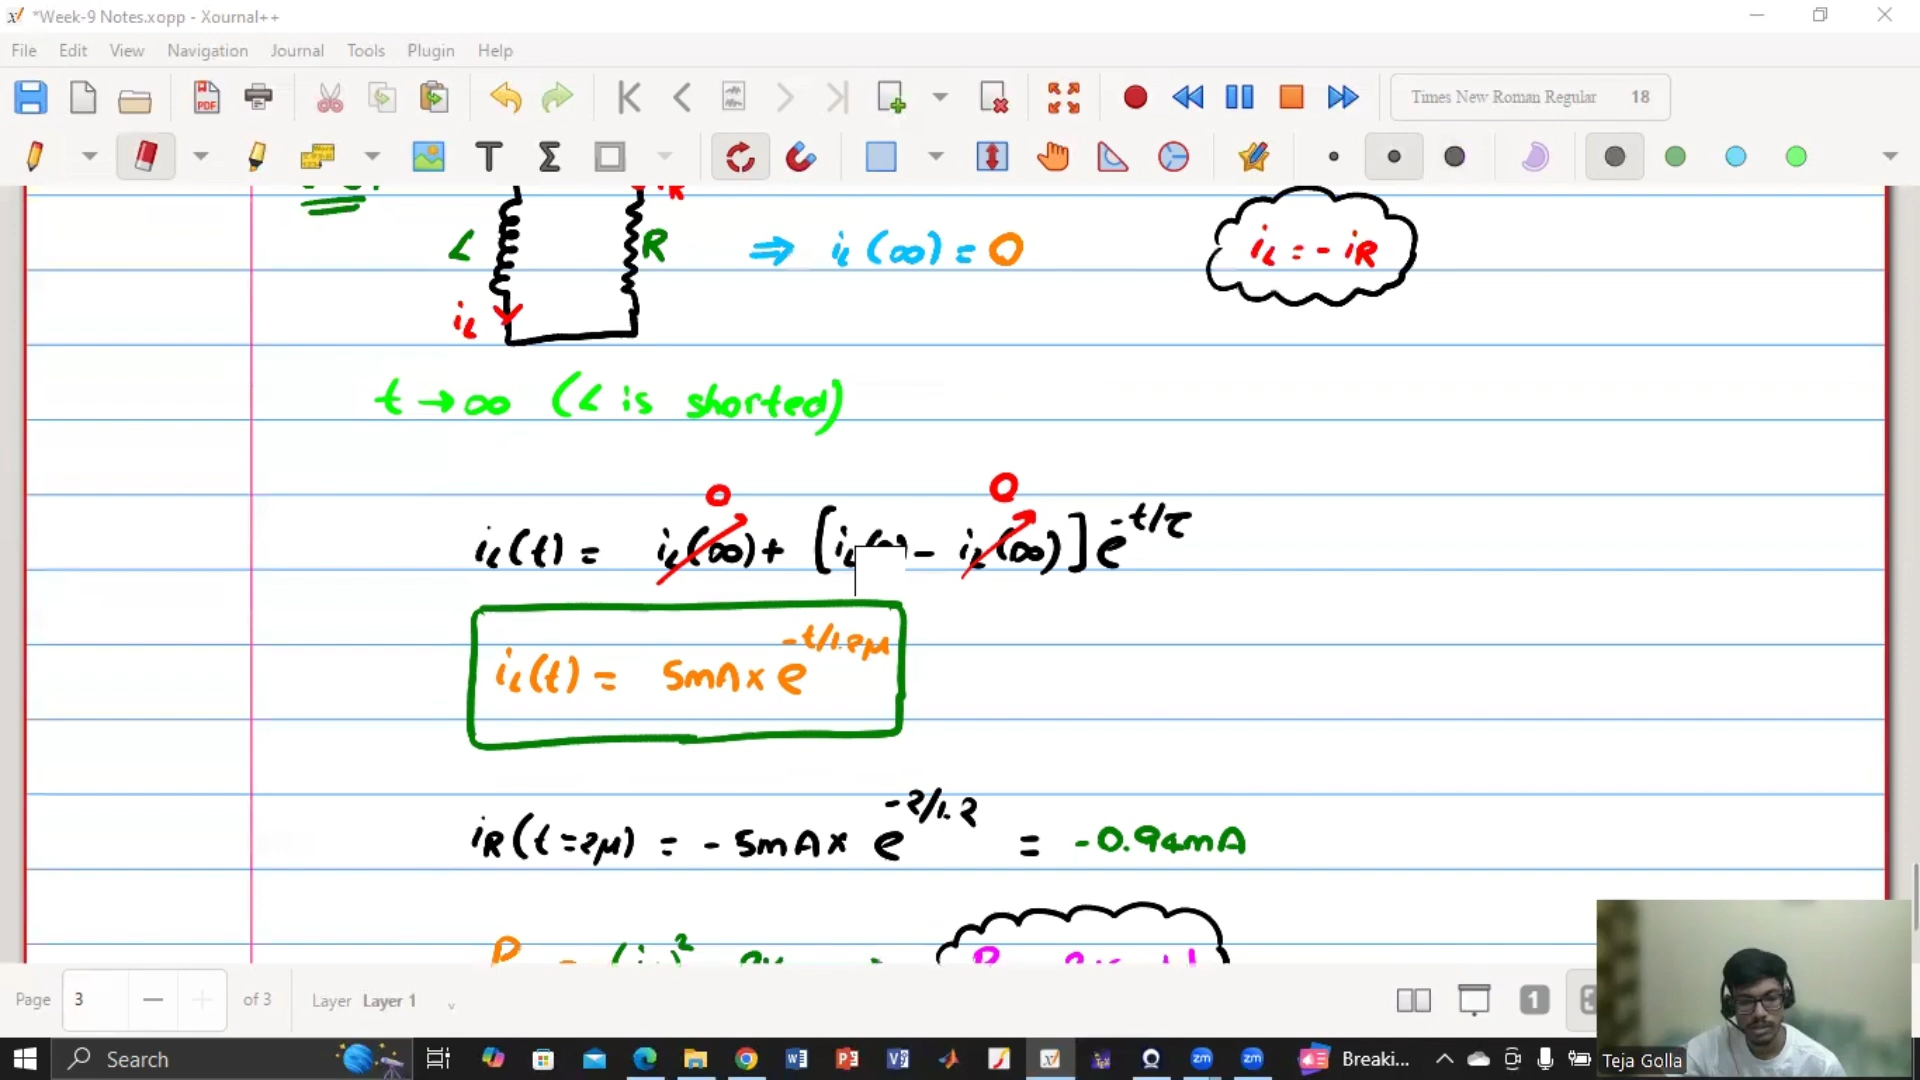 *Week-9 Notes.xopp - Xournal++
File Edit View Navigation Journal Tools Plugin Help
Times New Roman Regular 18
iR
L R ⇒ iL(∞) = 0 iL = - iR
iL
t → ∞ (L is shorted)
0 0
iL(t) = iL(∞) + [iL - iL(∞)] e^-t/τ
iL(t) = 5mA x e^-t/1.2μ
iR(t=2μ) = - 5mA x e^-2/1.2 = -0.94mA
Page 3 of 3 Layer Layer 1
1
Search
Breaki...
Teja Golla